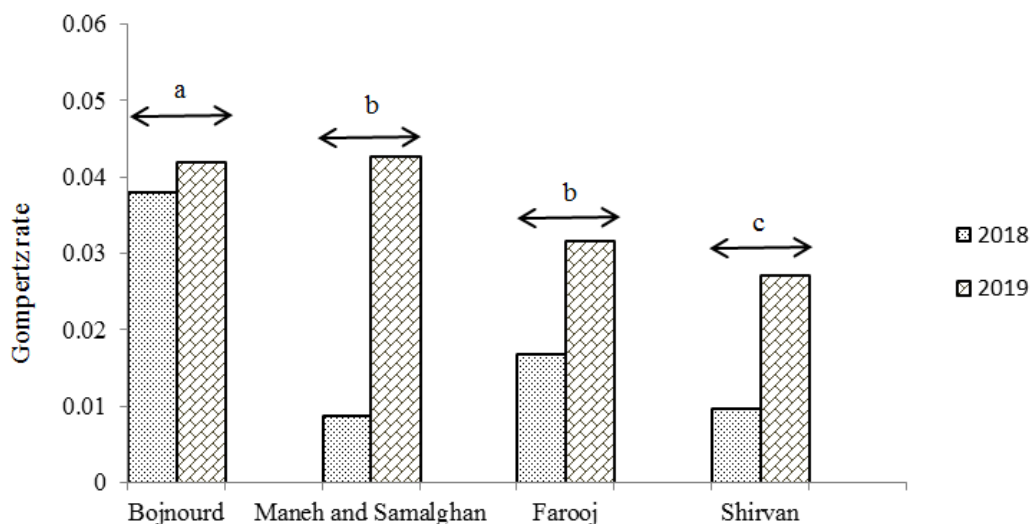 0.06
0.05
0.04
0.03
0.02
0.01
0
Gompertz rate
a
b
b
c
Bojnourd
Maneh and Samalghan
Farooj
Shirvan
2018
2019